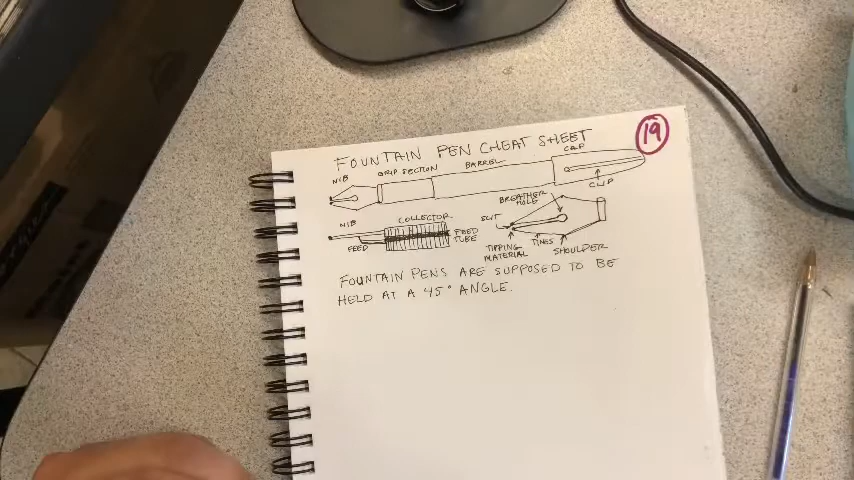 19
FOUNTAIN PEN CHEAT SHEET
NIB GRIP SECTION BARREL CAP
CLIP
NIB COLLECTOR FEED TUBE
FEED
BREATHER HOLE
SLIT
TIPPING MATERIAL TINES SHOULDER
FOUNTAIN PENS ARE SUPPOSED TO BE
HELD AT A 45° ANGLE.